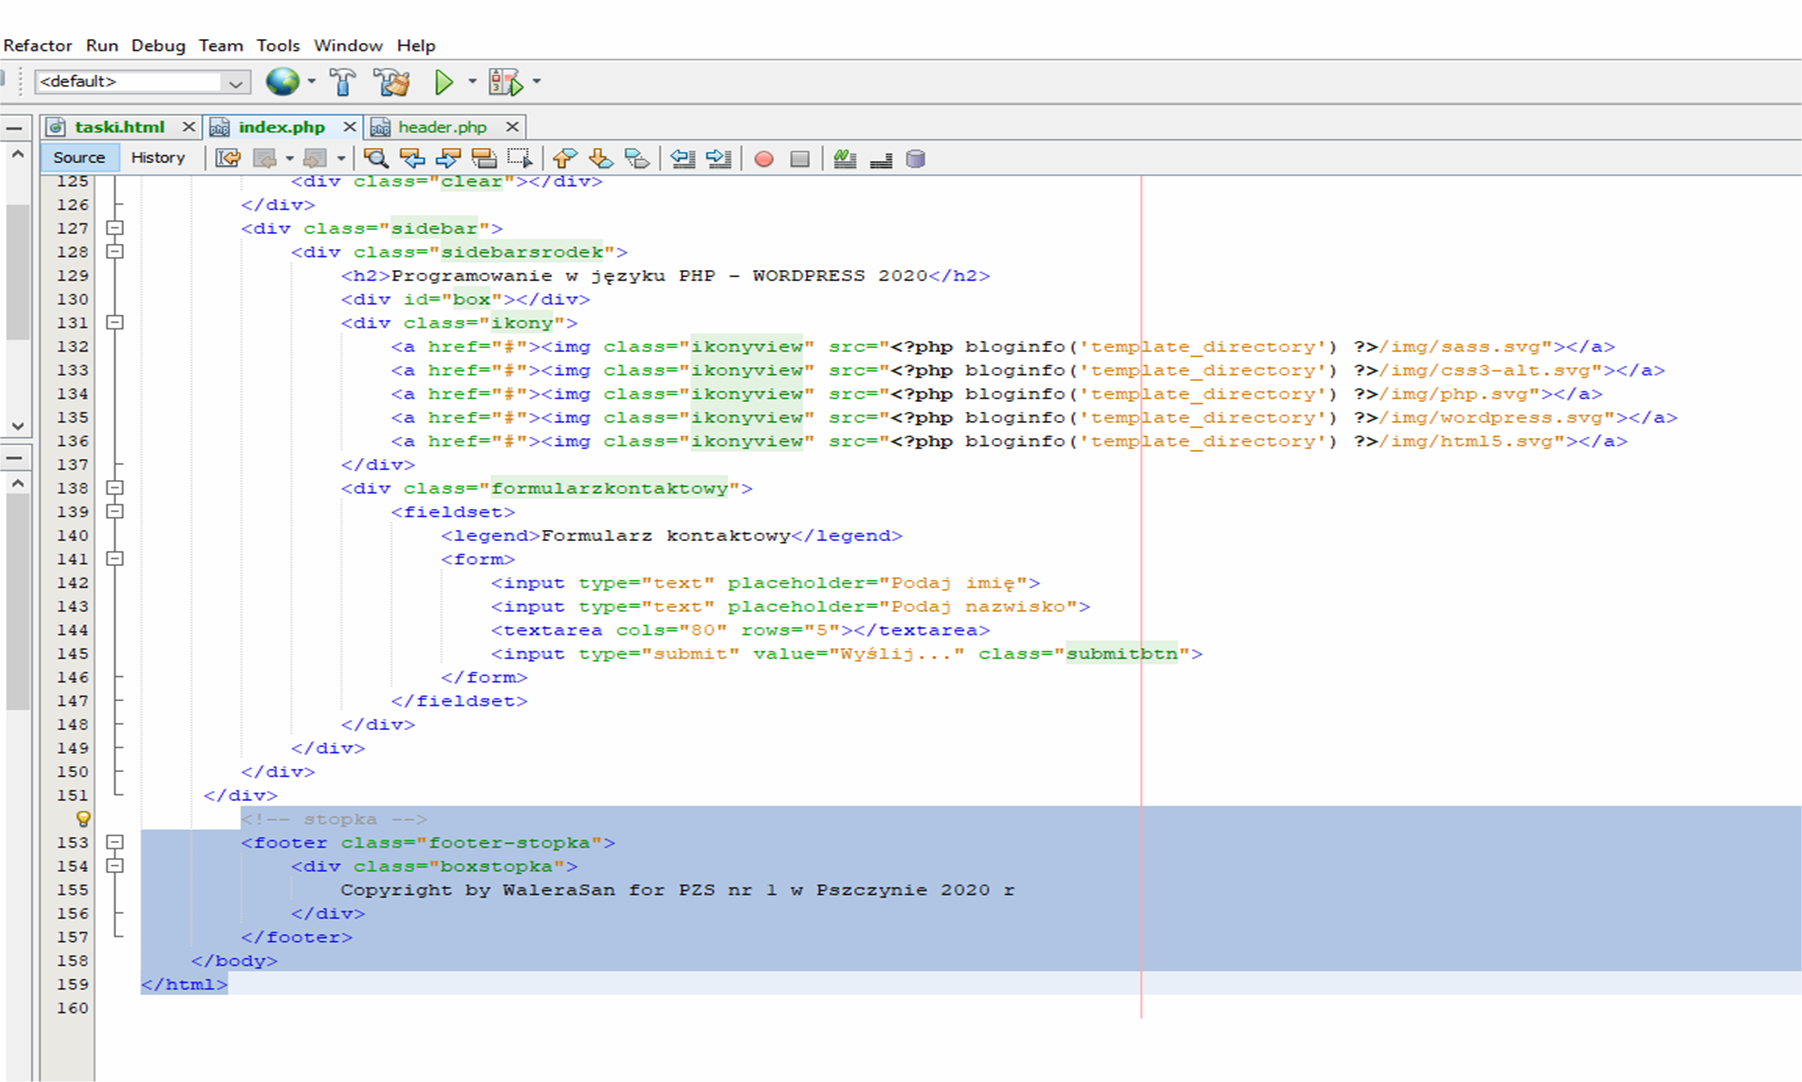 Refactor Run Debug Team Tools Window Help
<default>
taski.html index.php header.php
Source History
125 <div class="clear"></div>
126 </div>
127 <div class="sidebar">
128 <div class="sidebarsrodek">
129 <h2>Programowanie w języku PHP - WORDPRESS 2020</h2>
130 <div id="box"></div>
131 <div class="ikony">
132 <a href="#"><img class="ikonyview" src="<?php bloginfo('template_directory') ?>/img/sass.svg"></a>
133 <a href="#"><img class="ikonyview" src="<?php bloginfo('template_directory') ?>/img/css3-alt.svg"></a>
134 <a href="#"><img class="ikonyview" src="<?php bloginfo('template_directory') ?>/img/php.svg"></a>
135 <a href="#"><img class="ikonyview" src="<?php bloginfo('template_directory') ?>/img/wordpress.svg"></a>
136 <a href="#"><img class="ikonyview" src="<?php bloginfo('template_directory') ?>/img/html5.svg"></a>
137 </div>
138 <div class="formularzkontaktowy">
139 <fieldset>
140 <legend>Formularz kontaktowy</legend>
141 <form>
142 <input type="text" placeholder="Podaj imię">
143 <input type="text" placeholder="Podaj nazwisko">
144 <textarea cols="80" rows="5"></textarea>
145 <input type="submit" value="Wyślij..." class="submitbtn">
146 </form>
147 </fieldset>
148 </div>
149 </div>
150 </div>
151 </div>
<!-- stopka -->
153 <footer class="footer-stopka">
154 <div class="boxstopka">
155 Copyright by WaleraSan for PZS nr 1 w Pszczynie 2020 r
156 </div>
157 </footer>
158 </body>
159 </html>
160